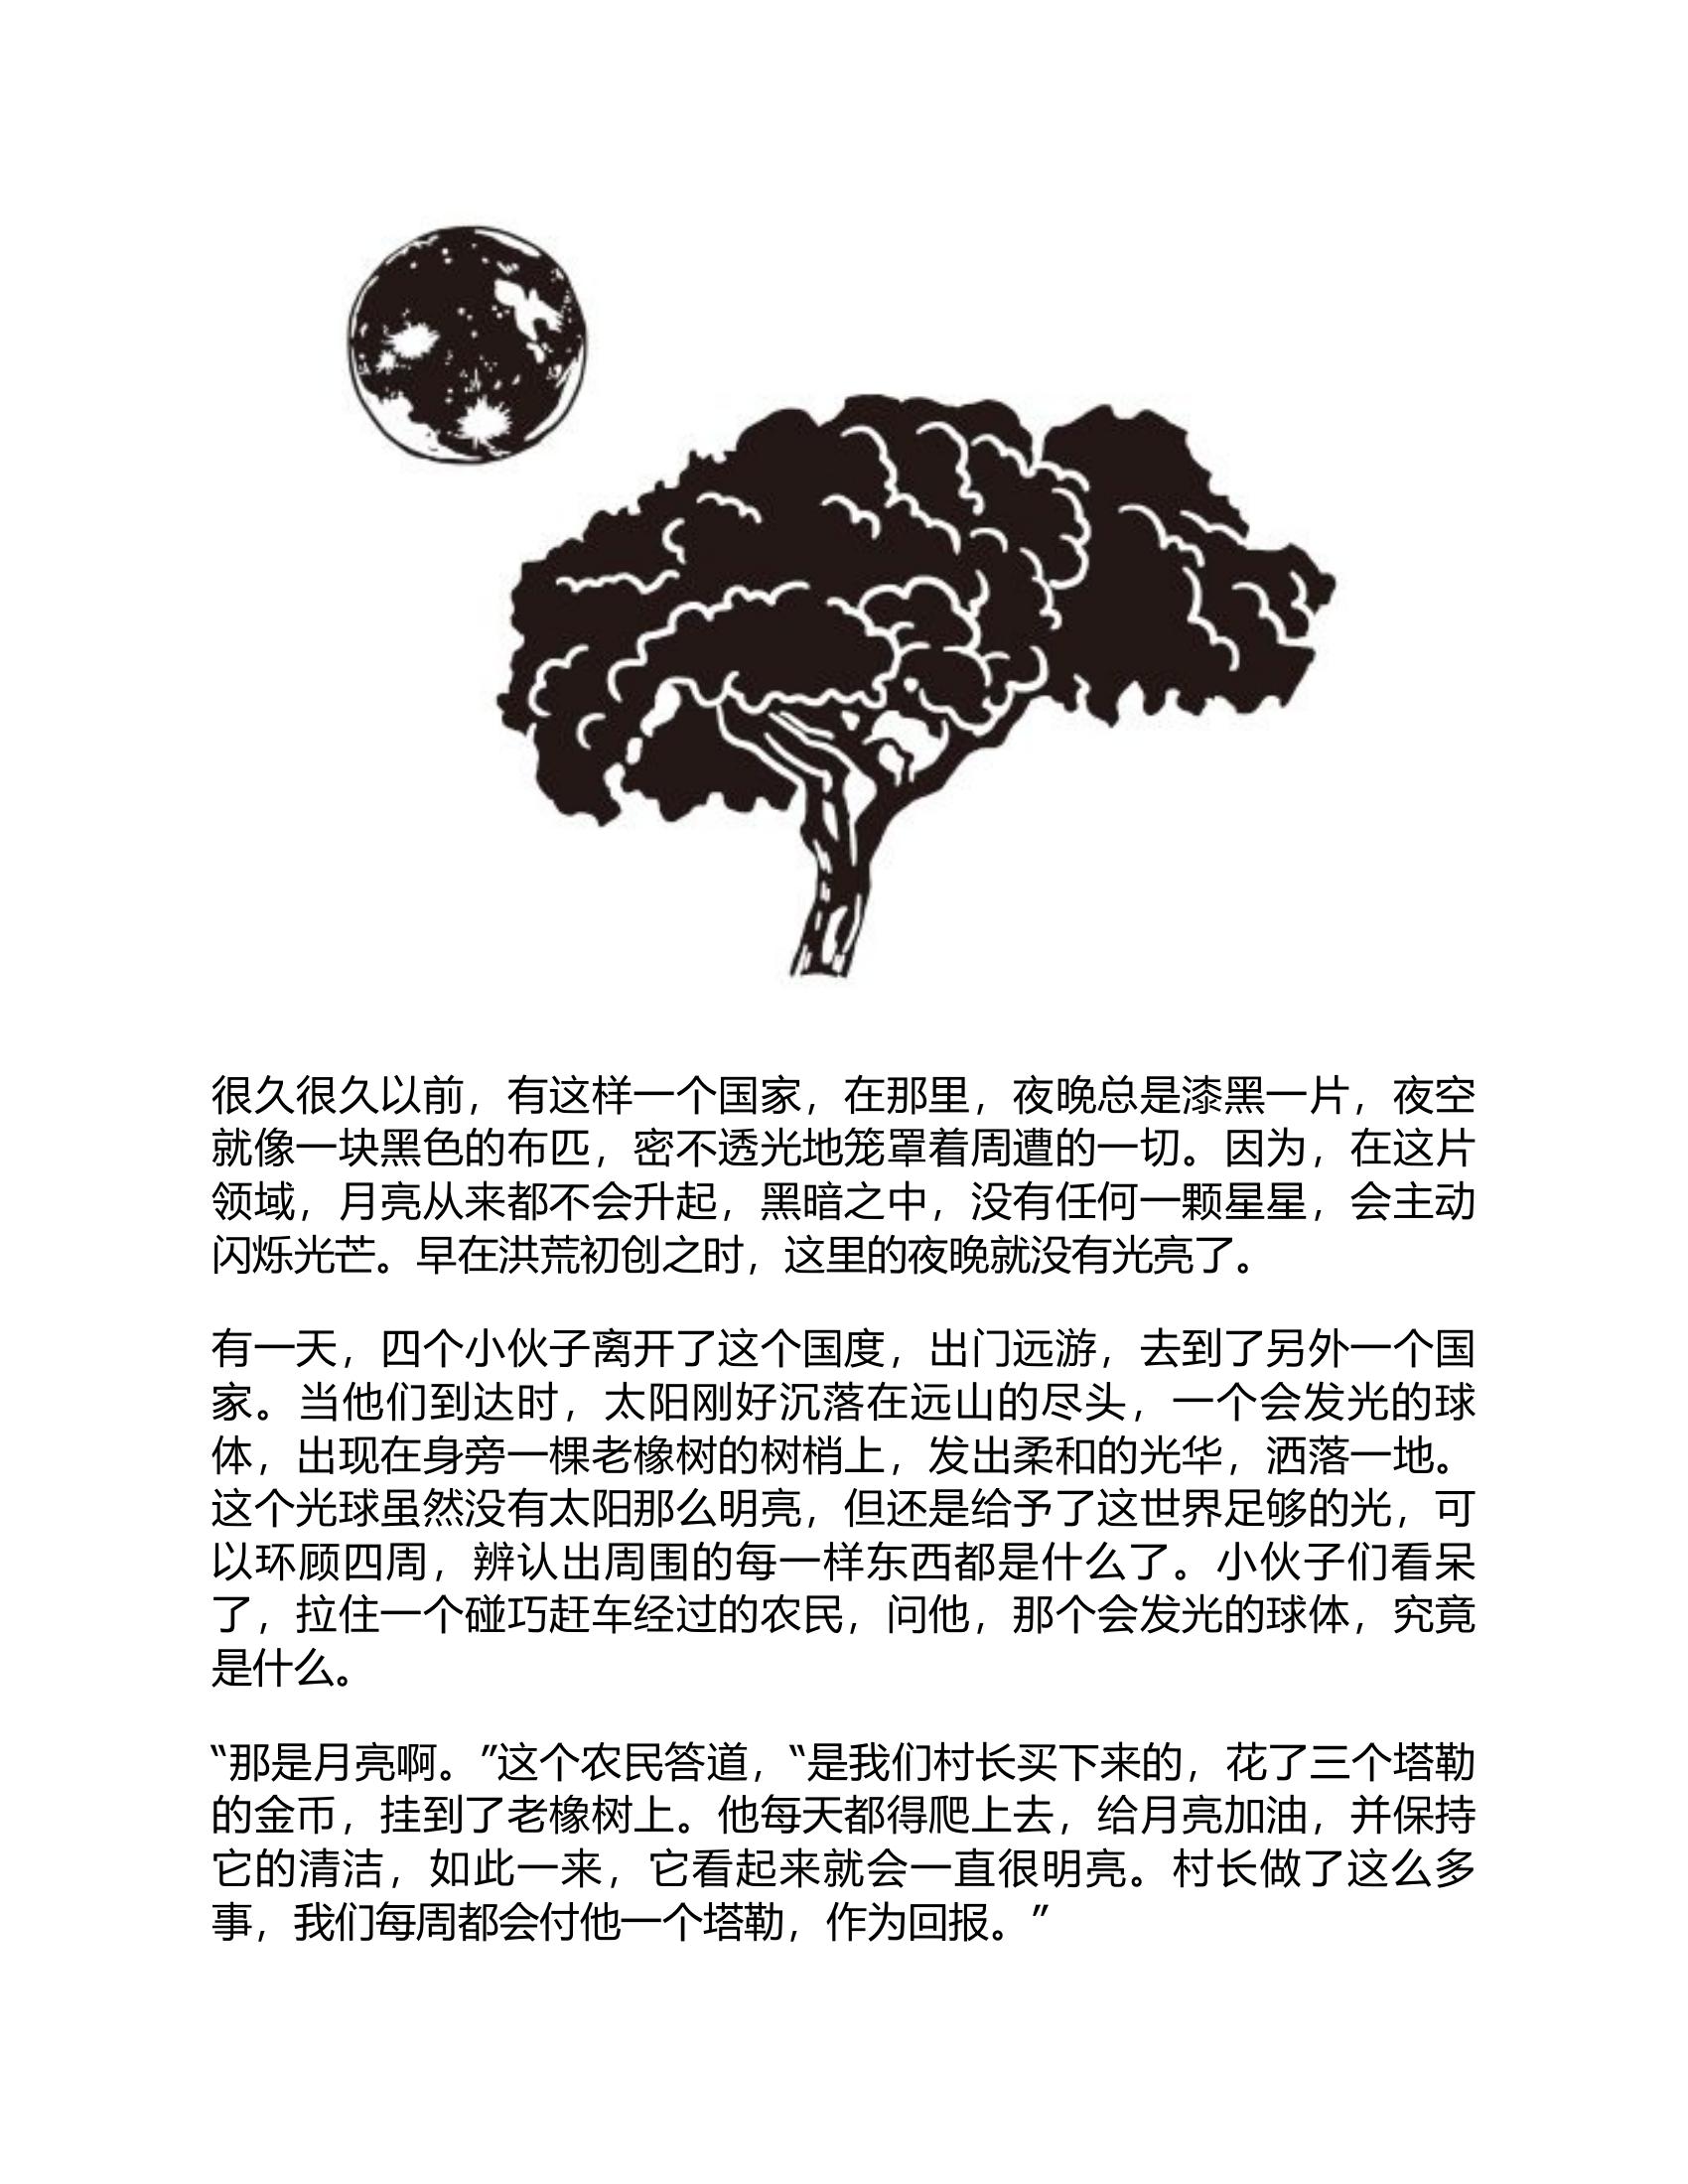 很久很久以前，有这样一个国家，在那里，夜晚总是漆黑一片，夜空
就像一块黑色的布匹，密不透光地笼罩着周遭的一切。因为，在这片
领域，月亮从来都不会升起，黑暗之中，没有任何一颗星星，会主动
闪烁光芒。早在洪荒初创之时，这里的夜晚就没有光亮了。
有一天，四个小伙子离开了这个国度，出门远游，去到了另外一个国
家。当他们到达时，太阳刚好沉落在远山的尽头，一个会发光的球
体，出现在身旁一棵老橡树的树梢上，发出柔和的光华，洒落一地。
这个光球虽然没有太阳那么明亮，但还是给予了这世界足够的光，可
以环顾四周，辨认出周围的每一样东西都是什么了。小伙子们看呆
了，拉住一个碰巧赶车经过的农民，问他，那个会发光的球体，究竟
是什么。
“那是月亮啊。”这个农民答道，“是我们村长买下来的，花了三个塔勒
的金币，挂到了老橡树上。他每天都得爬上去，给月亮加油，并保持
它的清洁，如此一来，它看起来就会一直很明亮。村长做了这么多
事，我们每周都会付他一个塔勒，作为回报。”